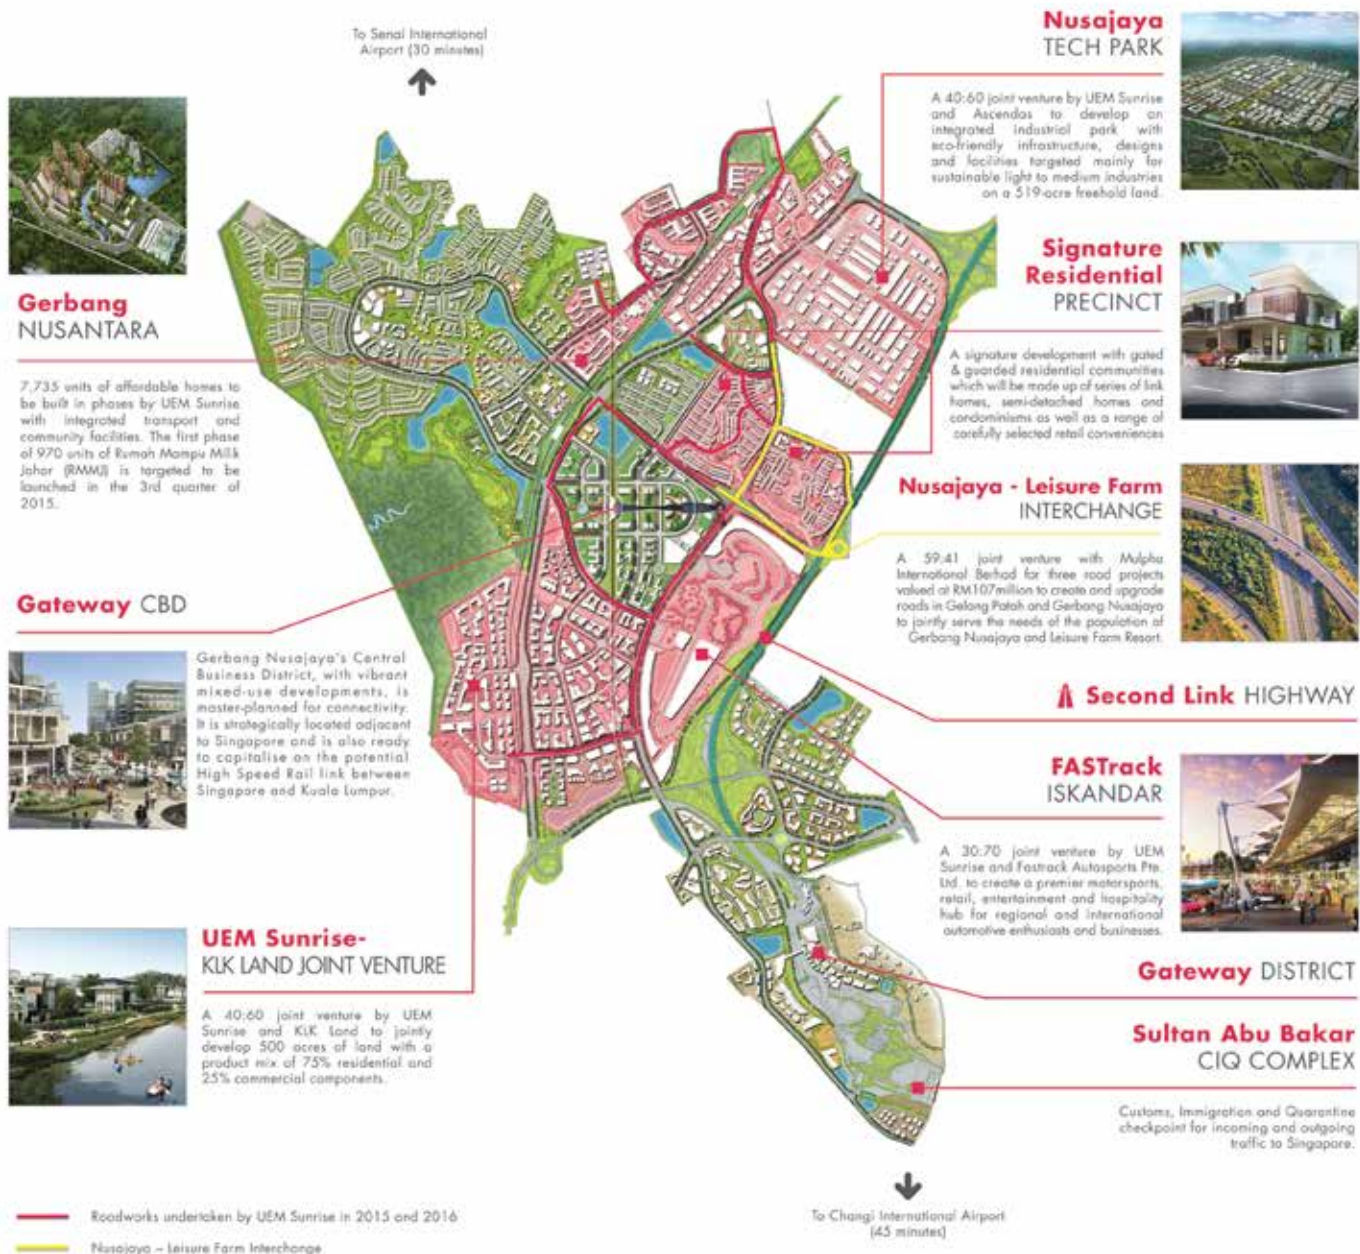 To Senai International
Airport (30 minutes)
Nusajaya
TECH PARK
A 40:60 joint venture by UEM Sunrise
and Ascendas to develop an
integrated industrial park with
eco-friendly infrastructure, designs
and facilities targeted mainly for
sustainable light to medium industries
on a 519-acre freehold land.
Gerbang
NUSANTARA
7,735 units of affordable homes to
be built in phases by UEM Sunrise
with integrated transport and
community facilities. The first phase
of 970 units of Rumah Mampu Milik
Johor (RMMJ) is targeted to be
launched in the 3rd quarter of
2015.
Signature
Residential
PRECINCT
A signature development with gated
& guarded residential communities
which will be made up of series of link
homes, semi-detached homes and
condominisms as well as a range of
carefully selected retail conveniences
Nusajaya - Leisure Farm
INTERCHANGE
A 59:41 joint venture with Mulpha
International Berhad for three road projects
valued at RM107million to create and upgrade
roads in Gelang Patah and Gerbang Nusajaya
to jointly serve the needs of the population of
Gerbang Nusajaya and Leisure Farm Resort.
Gateway CBD
Gerbang Nusajaya's Central
Business District, with vibrant
mixed-use developments, is
master-planned for connectivity.
It is strategically located adjacent
to Singapore and is also ready
to capitalise on the potential
High Speed Rail link between
Singapore and Kuala Lumpur.
Second Link HIGHWAY
FASTrack
ISKANDAR
A 30:70 joint venture by UEM
Sunrise and Fastrack Autosports Pte.
Ltd. to create a premier motorsports,
retail, entertainment and hospitality
hub for regional and international
automotive enthusiasts and businesses.
UEM Sunrise-
KLK LAND JOINT VENTURE
A 40:60 joint venture by UEM
Sunrise and KLK Land to jointly
develop 500 acres of land with a
product mix of 75% residential and
25% commercial components.
Gateway DISTRICT
Sultan Abu Bakar
CIQ COMPLEX
Customs, Immigration and Quarantine
checkpoint for incoming and outgoing
traffic to Singapore.
To Changi International Airport
(45 minutes)
Roadworks undertaken by UEM Sunrise in 2015 and 2016
Nusajaya – Leisure Farm Interchange